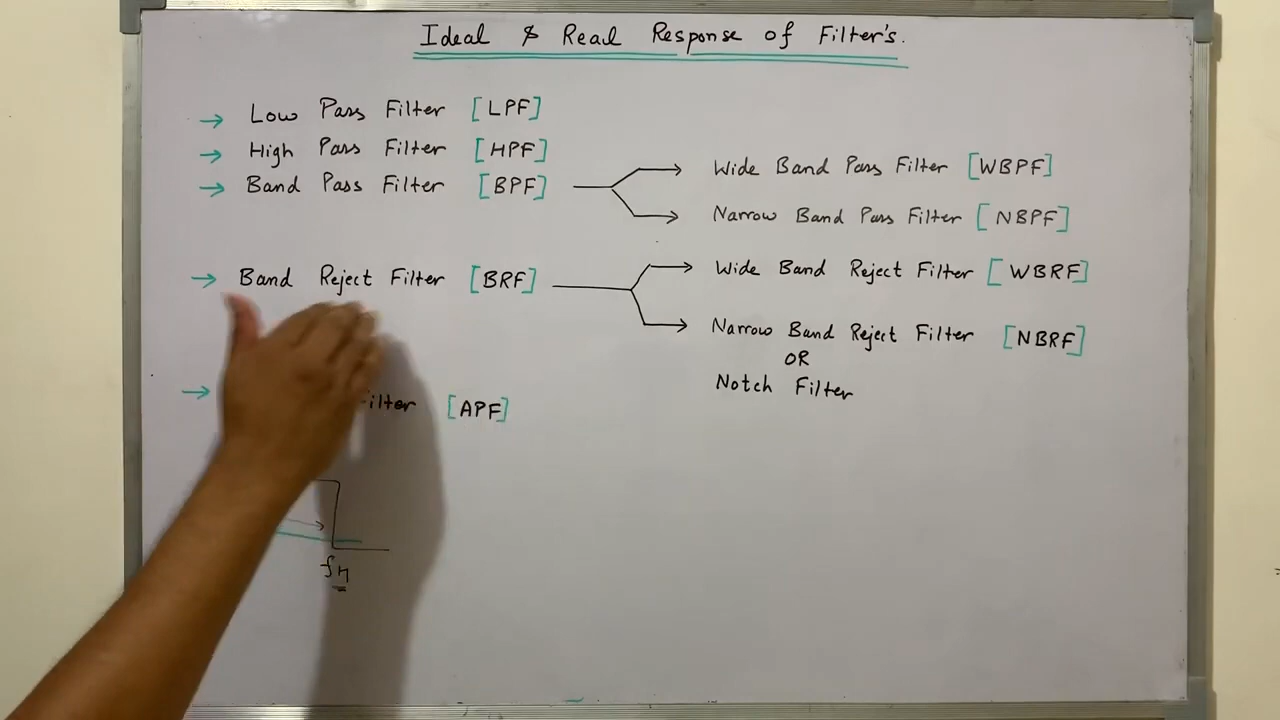 Ideal & Real Response of Filter's.
→ Low Pass Filter [LPF]
→ High Pass Filter [HPF]
→ Band Pass Filter [BPF]
Wide Band Pass Filter [WBPF]
Narrow Band Pass Filter [NBPF]
→ Band Reject Filter [BRF]
Wide Band Reject Filter [WBRF]
Narrow Band Reject Filter [NBRF]
OR
Notch Filter
→ Filter [APF]
fH